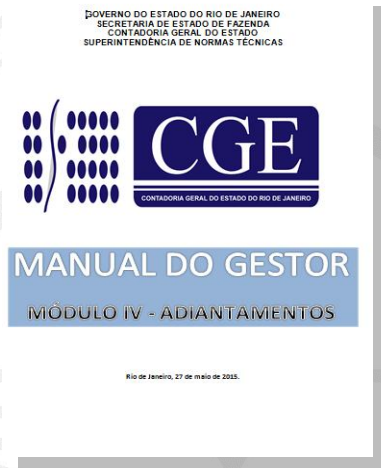 GOVERNO DO ESTADO DO RIO DE JANEIRO
SECRETARIA DE ESTADO DE FAZENDA
CONTADORIA GERAL DO ESTADO
SUPERINTENDÊNCIA DE NORMAS TÉCNICAS
CGE
CONTADORIA GERAL DO ESTADO DO RIO DE JANEIRO
MANUAL DO GESTOR
MÓDULO IV - ADIANTAMENTOS
Rio de Janeiro, 27 de maio de 2015.